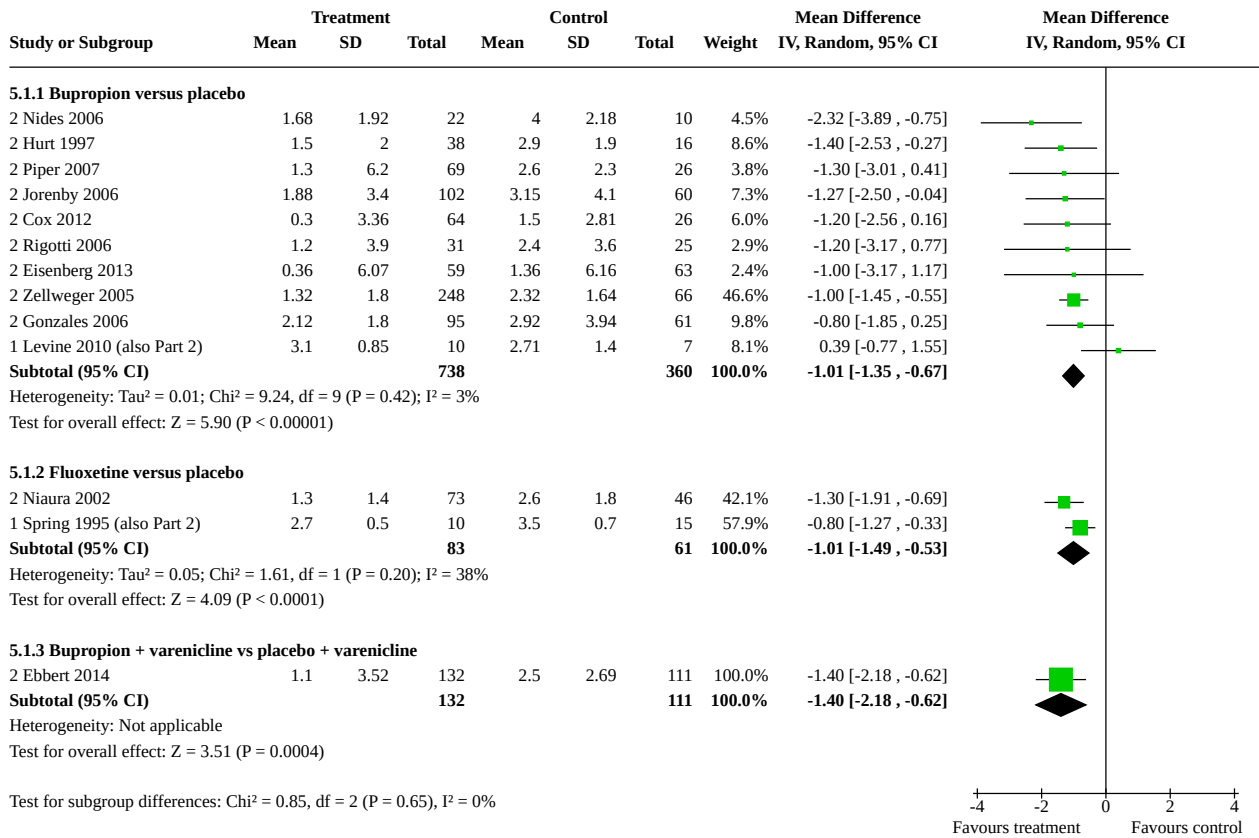 Treatment Control Mean Difference Mean Difference
Study or Subgroup Mean SD Total Mean SD Total Weight IV, Random, 95% CI IV, Random, 95% CI
5.1.1 Bupropion versus placebo
2 Nides 2006 1.68 1.92 22 4 2.18 10 4.5% -2.32 [-3.89 , -0.75]
2 Hurt 1997 1.5 2 38 2.9 1.9 16 8.6% -1.40 [-2.53 , -0.27]
2 Piper 2007 1.3 6.2 69 2.6 2.3 26 3.8% -1.30 [-3.01 , 0.41]
2 Jorenby 2006 1.88 3.4 102 3.15 4.1 60 7.3% -1.27 [-2.50 , -0.04]
2 Cox 2012 0.3 3.36 64 1.5 2.81 26 6.0% -1.20 [-2.56 , 0.16]
2 Rigotti 2006 1.2 3.9 31 2.4 3.6 25 2.9% -1.20 [-3.17 , 0.77]
2 Eisenberg 2013 0.36 6.07 59 1.36 6.16 63 2.4% -1.00 [-3.17 , 1.17]
2 Zellweger 2005 1.32 1.8 248 2.32 1.64 66 46.6% -1.00 [-1.45 , -0.55]
2 Gonzales 2006 2.12 1.8 95 2.92 3.94 61 9.8% -0.80 [-1.85 , 0.25]
1 Levine 2010 (also Part 2) 3.1 0.85 10 2.71 1.4 7 8.1% 0.39 [-0.77 , 1.55]
Subtotal (95% CI) 738 360 100.0% -1.01 [-1.35 , -0.67]
Heterogeneity: Tau² = 0.01; Chi² = 9.24, df = 9 (P = 0.42); I² = 3%
Test for overall effect: Z = 5.90 (P < 0.00001)
5.1.2 Fluoxetine versus placebo
2 Niaura 2002 1.3 1.4 73 2.6 1.8 46 42.1% -1.30 [-1.91 , -0.69]
1 Spring 1995 (also Part 2) 2.7 0.5 10 3.5 0.7 15 57.9% -0.80 [-1.27 , -0.33]
Subtotal (95% CI) 83 61 100.0% -1.01 [-1.49 , -0.53]
Heterogeneity: Tau² = 0.05; Chi² = 1.61, df = 1 (P = 0.20); I² = 38%
Test for overall effect: Z = 4.09 (P < 0.0001)
5.1.3 Bupropion + varenicline vs placebo + varenicline
2 Ebbert 2014 1.1 3.52 132 2.5 2.69 111 100.0% -1.40 [-2.18 , -0.62]
Subtotal (95% CI) 132 111 100.0% -1.40 [-2.18 , -0.62]
Heterogeneity: Not applicable
Test for overall effect: Z = 3.51 (P = 0.0004)
Test for subgroup differences: Chi² = 0.85, df = 2 (P = 0.65), I² = 0%
-4 -2 0 2 4
Favours treatment Favours control